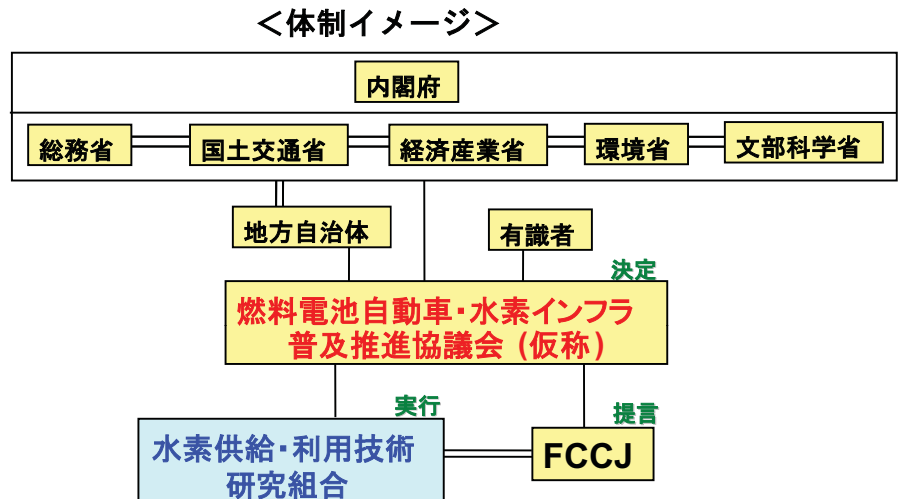 ＜体制イメージ＞
内閣府
総務省
国土交通省
経済産業省
環境省
文部科学省
地方自治体
有識者
決定
燃料電池自動車・水素インフラ
普及推進協議会 (仮称)
実行
提言
水素供給・利用技術
研究組合
FCCJ